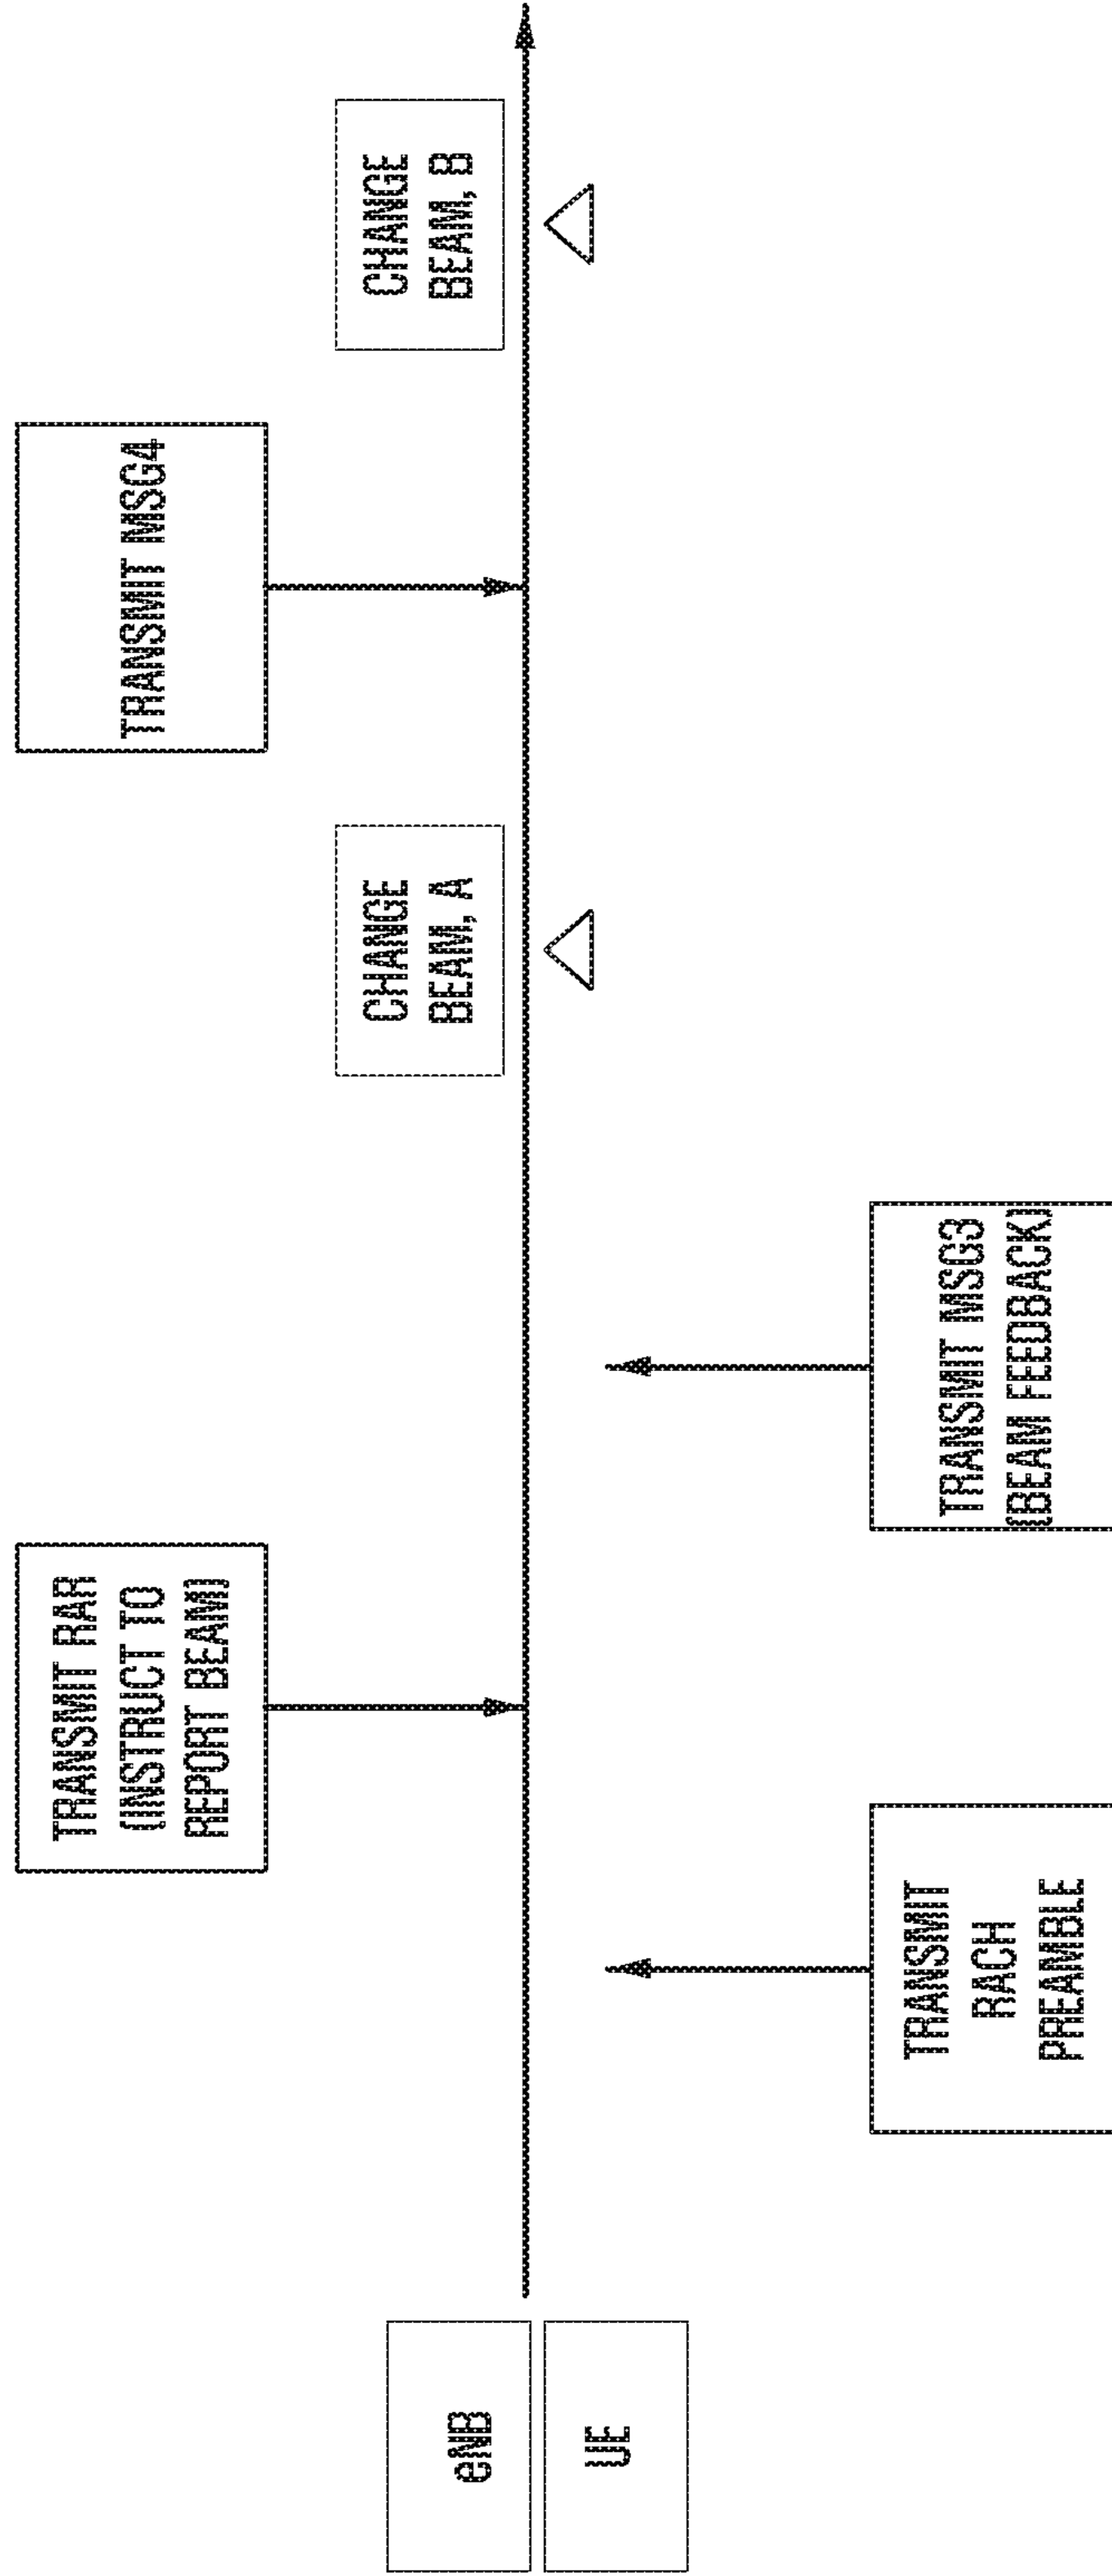 eNB
UE
TRANSMIT RAR
(INSTRUCT TO
REPORT BEAM)
TRANSMIT MSG4
CHANGE
BEAM, A
CHANGE
BEAM, B
TRANSMIT
RACH
PREAMBLE
TRANSMIT MSG3
(BEAM FEEDBACK)